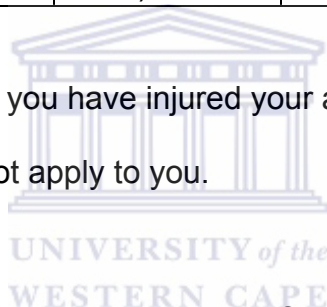 you have injured your a
ot apply to you.
UNIVERSITY of the
WESTERN CAPE